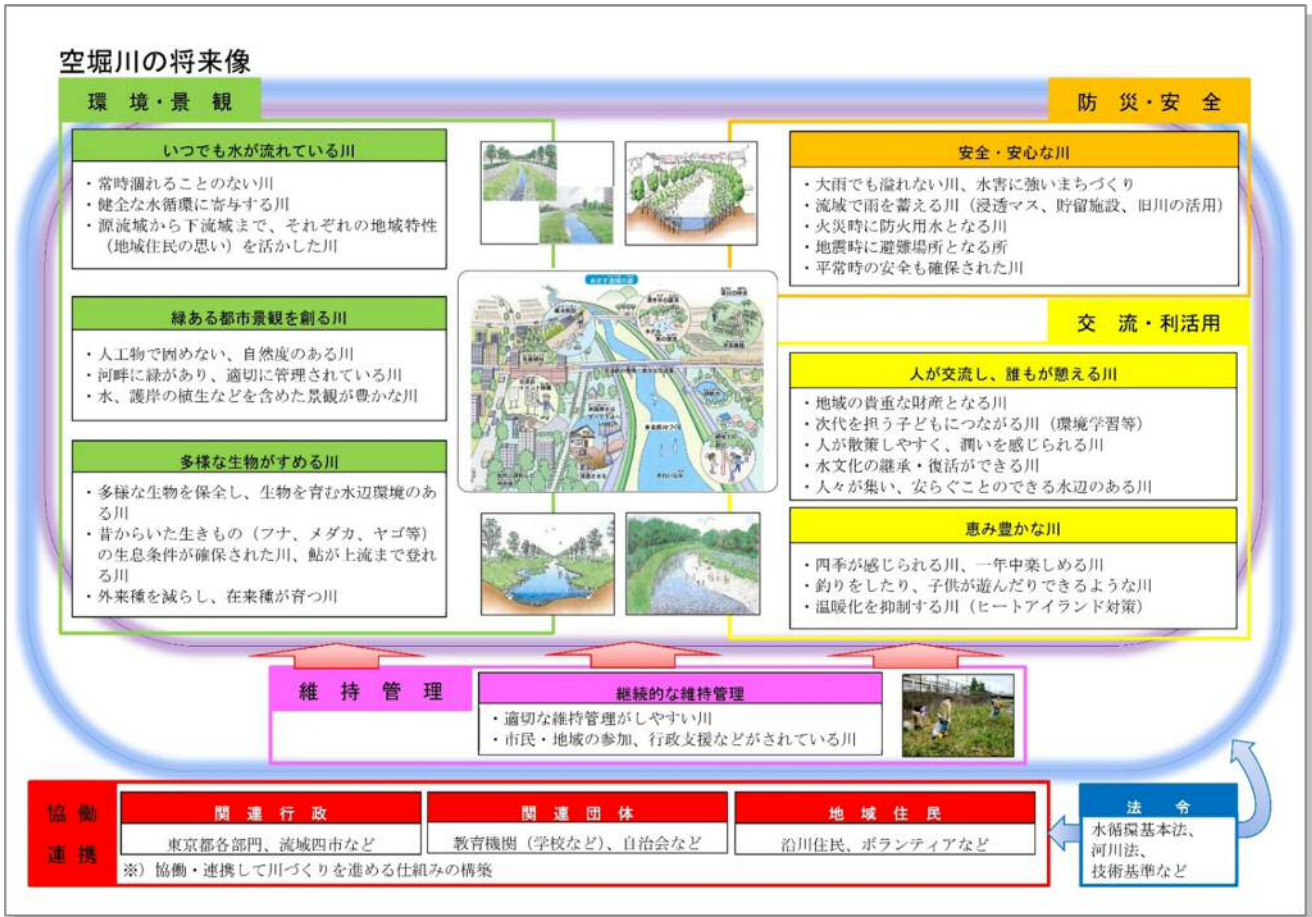 空堀川の将来像
環 境・景 観
いつでも水が流れている川
・常時涸れることのない川
・健全な水循環に寄与する川
・源流域から下流域まで、それぞれの地域特性
（地域住民の思い）を活かした川
緑ある都市景観を創る川
・人工物で固めない、自然度のある川
・河畔に緑があり、適切に管理されている川
・水、護岸の植生などを含めた景観が豊かな川
多様な生物がすめる川
・多様な生物を保全し、生物を育む水辺環境のあ
る川
・昔からいた生きもの（フナ、メダカ、ヤゴ等）
の生息条件が確保された川、鮎が上流まで登れ
る川
・外来種を減らし、在来種が育つ川
防 災・安 全
安全・安心な川
・大雨でも溢れない川、水害に強いまちづくり
・流域で雨を蓄える川（浸透マス、貯留施設、旧川の活用）
・火災時に防火用水となる川
・地震時に避難場所となる所
・平常時の安全も確保された川
交 流・利活用
人が交流し、誰もが憩える川
・地域の貴重な財産となる川
・次代を担う子どもにつながる川（環境学習等）
・人が散策しやすく、潤いを感じられる川
・水文化の継承・復活ができる川
・人々が集い、安らぐことのできる水辺のある川
恵み豊かな川
・四季が感じられる川、一年中楽しめる川
・釣りをしたり、子供が遊んだりできるような川
・温暖化を抑制する川（ヒートアイランド対策）
維 持 管 理
継続的な維持管理
・適切な維持管理がしやすい川
・市民・地域の参加、行政支援などがされている川
協 働
連 携
関 連 行 政
東京都各部門、流域四市など
関 連 団 体
教育機関（学校など）、自治会など
地 域 住 民
沿川住民、ボランティアなど
※）協働・連携して川づくりを進める仕組みの構築
法 令
水循環基本法、
河川法、
技術基準など